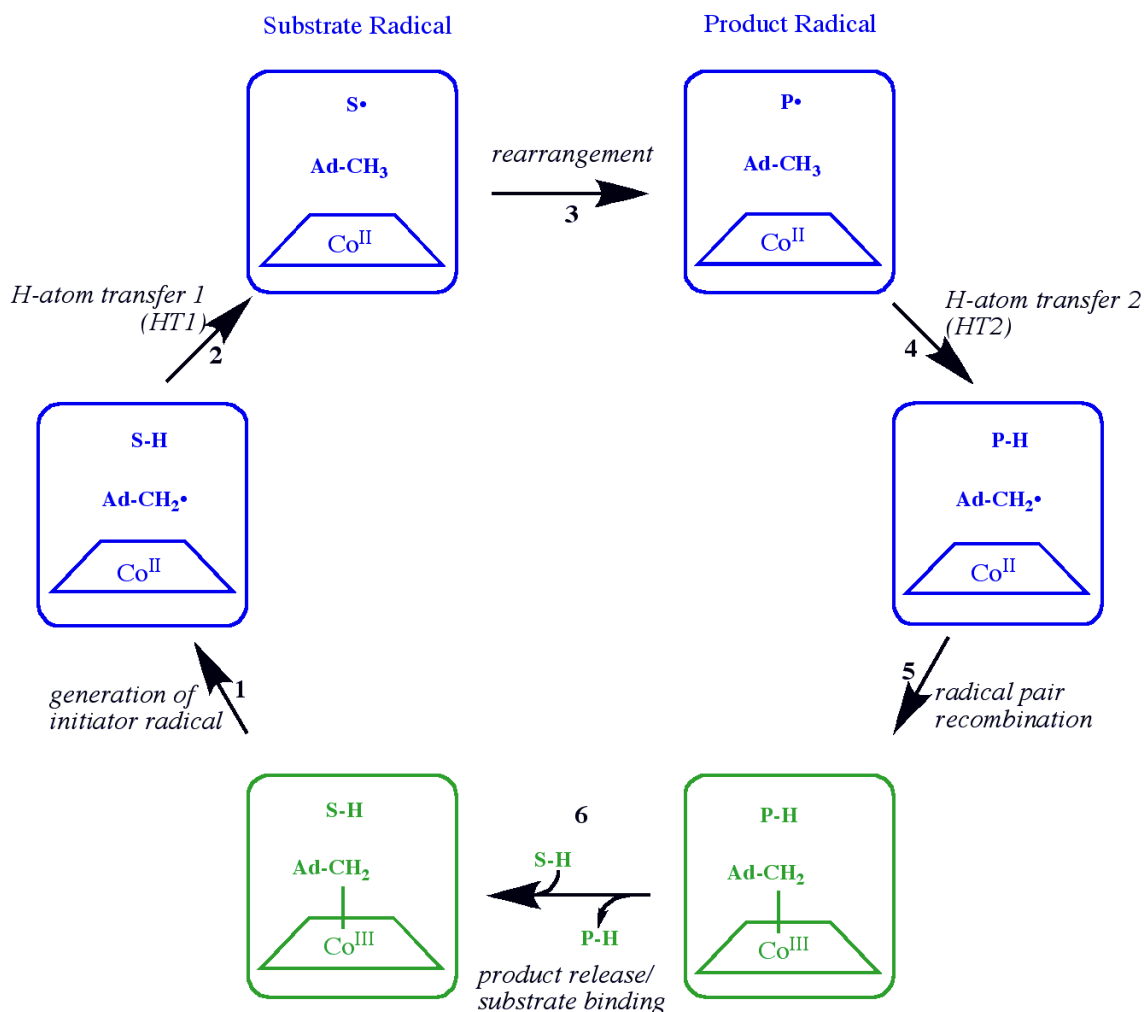 Substrate Radical
Product Radical
S•
Ad-CH₃
Coᴵᴵ
rearrangement
3
P•
Ad-CH₃
Coᴵᴵ
H-atom transfer 1
(HT1)
2
H-atom transfer 2
(HT2)
4
S-H
Ad-CH₂•
Coᴵᴵ
P-H
Ad-CH₂•
Coᴵᴵ
generation of
initiator radical
1
5
radical pair
recombination
S-H
Ad-CH₂
Coᴵᴵᴵ
6
S-H
P-H
product release/
substrate binding
P-H
Ad-CH₂
Coᴵᴵᴵ